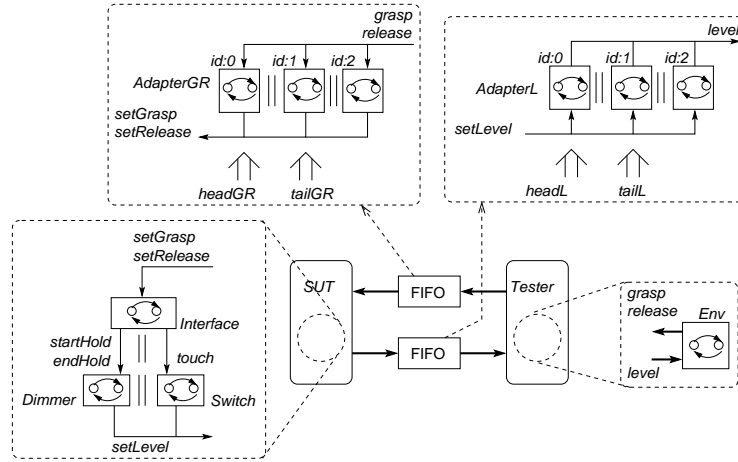 grasp
release
id:0
id:1
id:2
AdapterGR
setGrasp
setRelease
headGR
tailGR
level
id:0
id:1
id:2
AdapterL
setLevel
headL
tailL
setGrasp
setRelease
Interface
startHold
endHold
touch
Dimmer
Switch
setLevel
SUT
FIFO
Tester
FIFO
grasp
release
Env
level